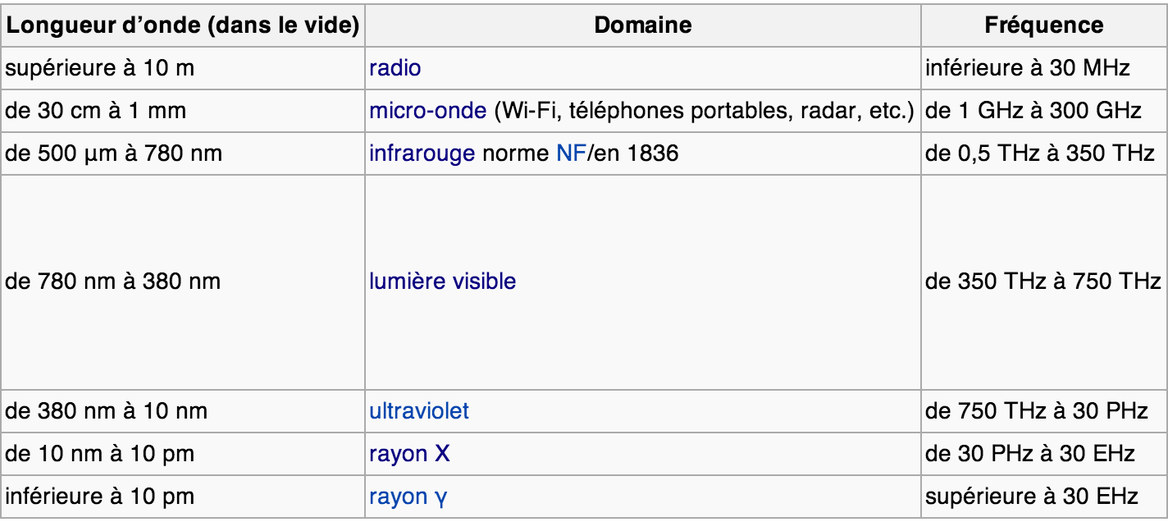 Longueur d’onde (dans le vide) Domaine Fréquence
supérieure à 10 m radio inférieure à 30 MHz
de 30 cm à 1 mm micro-onde (Wi-Fi, téléphones portables, radar, etc.) de 1 GHz à 300 GHz
de 500 µm à 780 nm infrarouge norme NF/en 1836 de 0,5 THz à 350 THz
de 780 nm à 380 nm lumière visible de 350 THz à 750 THz
de 380 nm à 10 nm ultraviolet de 750 THz à 30 PHz
de 10 nm à 10 pm rayon X de 30 PHz à 30 EHz
inférieure à 10 pm rayon γ supérieure à 30 EHz